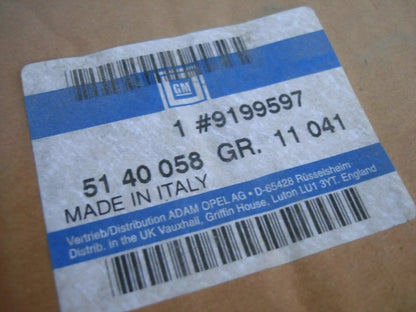 GM
1 #9199597
51 40 058 GR. 11 041
MADE IN ITALY
Vertrieb/Distribution ADAM OPEL AG • D-65428 Rüsselsheim
Distrib. in the UK Vauxhall, Griffin House, Luton LU1 3YT. England